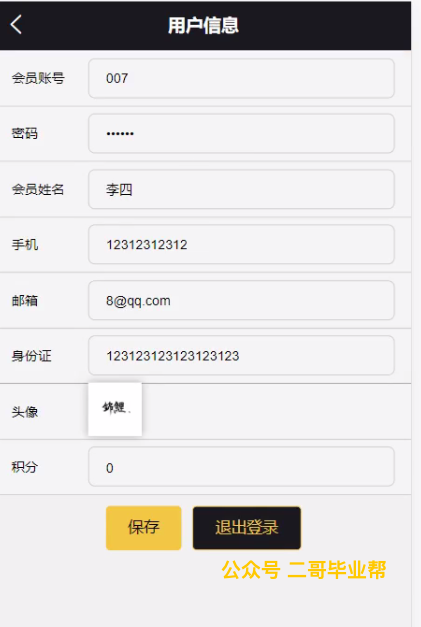 用户信息
会员账号 007
密码 ••••••
会员姓名 李四
手机 12312312312
邮箱 8@qq.com
身份证 123123123123123123
头像 锦鲤.
积分 0
保存 退出登录
公众号 二哥毕业帮